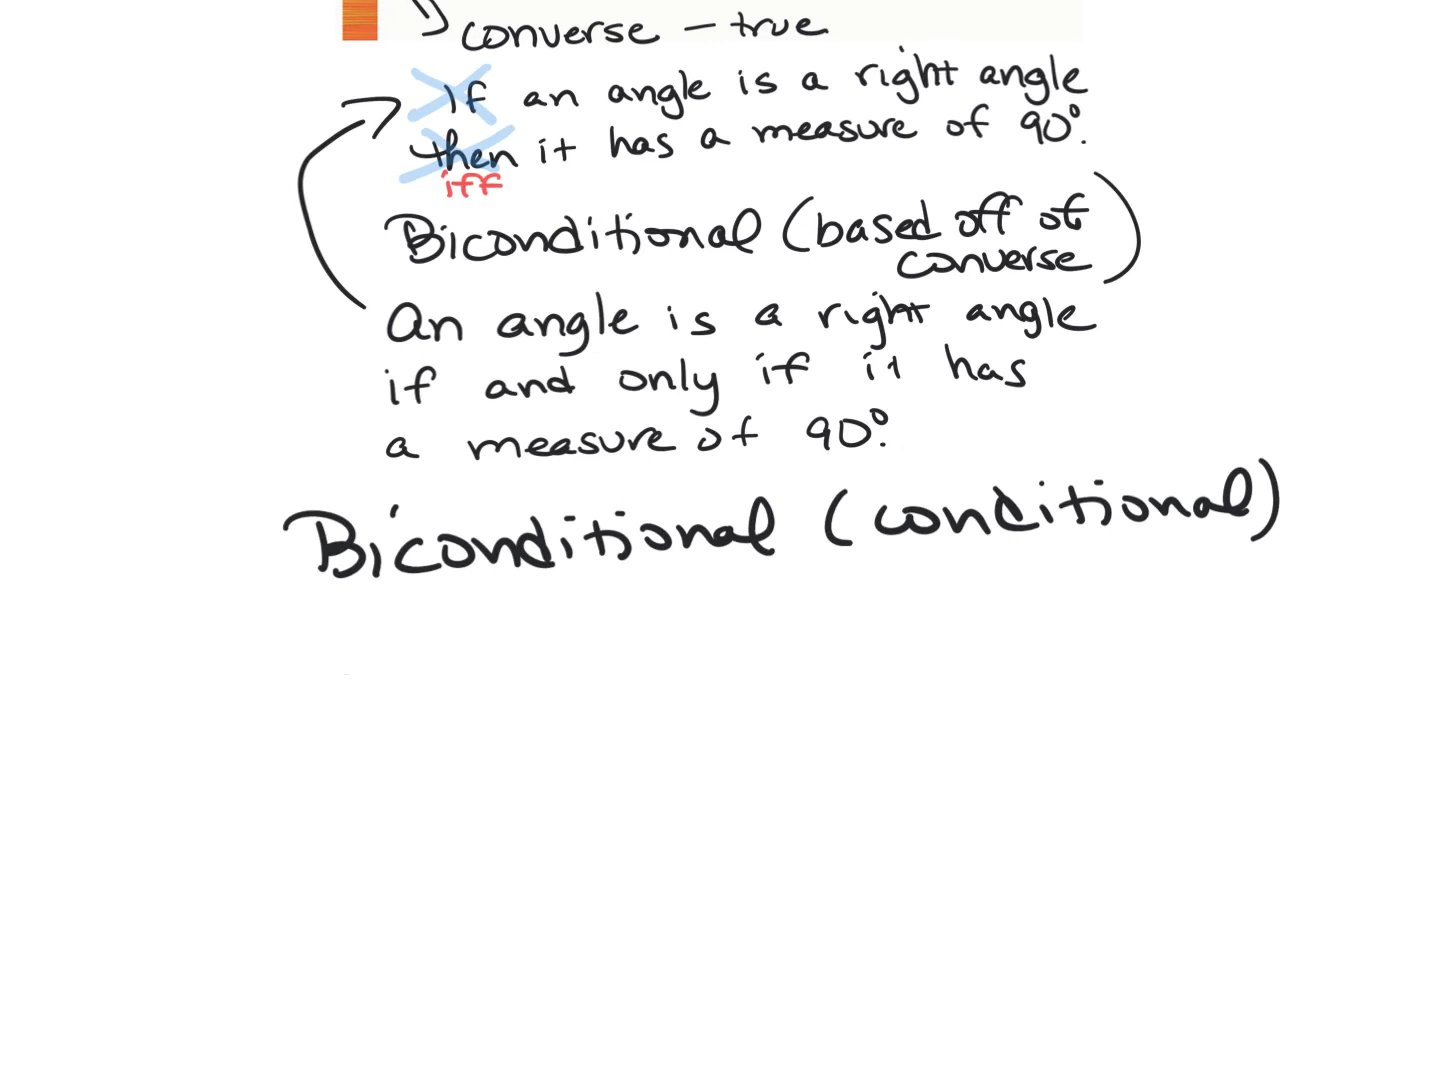 converse - true
If an angle is a right angle
then it has a measure of 90°.
iff
Biconditional (based off of
converse)
An angle is a right angle
if and only if it has
a measure of 90°.
Biconditional (conditional)